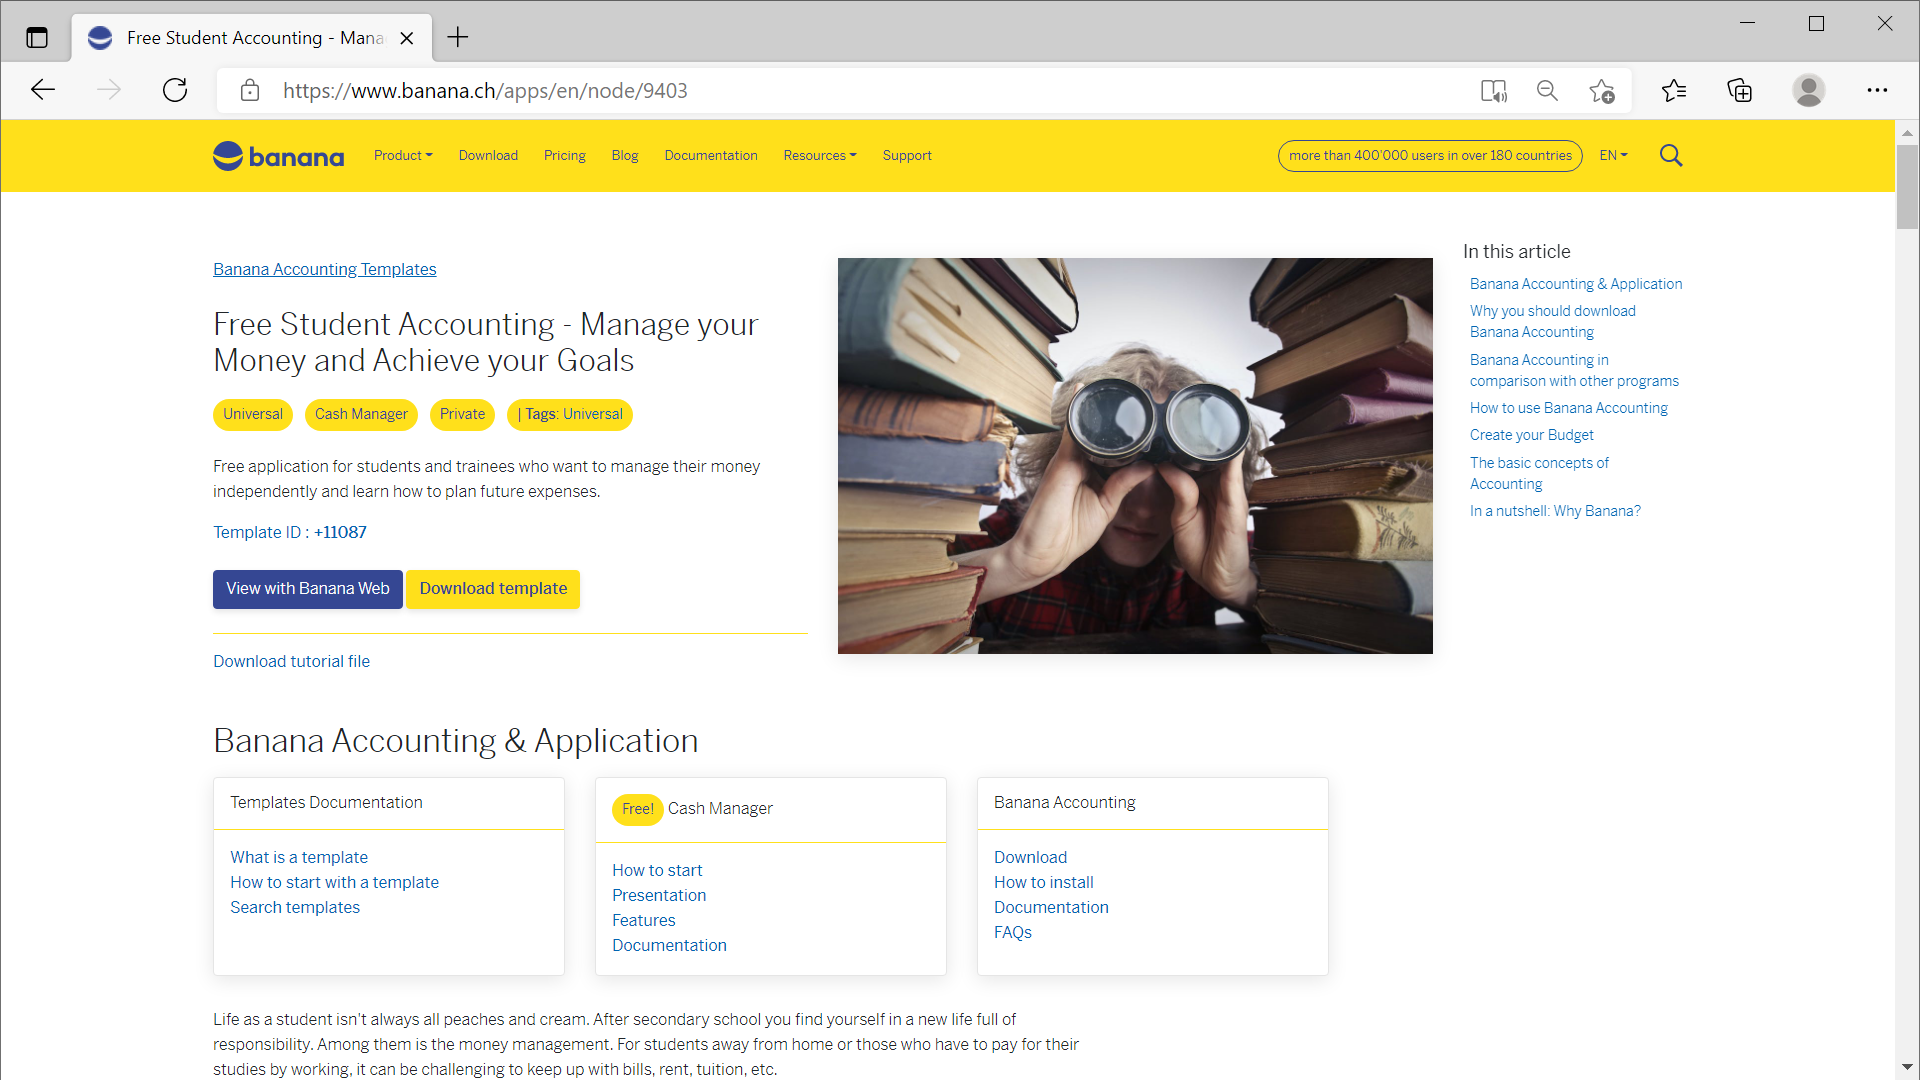 Free Student Accounting - Mana
https://www.banana.ch/apps/en/node/9403
banana
Product
Download
Pricing
Blog
Documentation
Resources
Support
more than 400'000 users in over 180 countries
EN
Banana Accounting Templates
Free Student Accounting - Manage your
Money and Achieve your Goals
Universal
Cash Manager
Private
| Tags: Universal
Free application for students and trainees who want to manage their money
independently and learn how to plan future expenses.
Template ID : +11087
View with Banana Web
Download template
Download tutorial file
In this article
Banana Accounting & Application
Why you should download
Banana Accounting
Banana Accounting in
comparison with other programs
How to use Banana Accounting
Create your Budget
The basic concepts of
Accounting
In a nutshell: Why Banana?
Banana Accounting & Application
Templates Documentation
What is a template
How to start with a template
Search templates
Free! Cash Manager
How to start
Presentation
Features
Documentation
Banana Accounting
Download
How to install
Documentation
FAQs
Life as a student isn't always all peaches and cream. After secondary school you find yourself in a new life full of
responsibility. Among them is the money management. For students away from home or those who have to pay for their
studies by working, it can be challenging to keep up with bills, rent, tuition, etc.